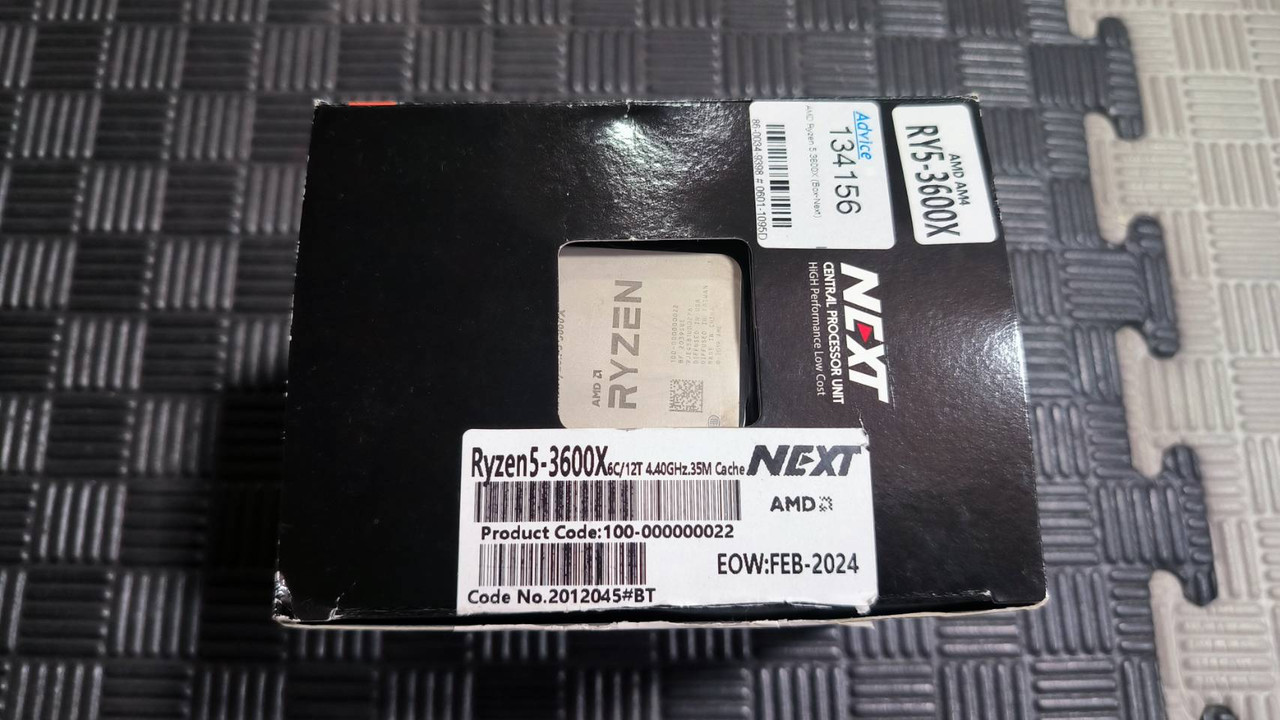 AMD AM4
RY5-3600X
Advice
134156
AMD Ryzen 5 3600X (Box-Next)
NEXT
CENTRAL PROCESSOR UNIT
HiGH Performance Low Cost
AMD
RYZEN
100-000000022
Ryzen5-3600X 6C/12T 4.40GHz.35M Cache NEXT
AMD
Product Code:100-000000022
EOW:FEB-2024
Code No.2012045#BT